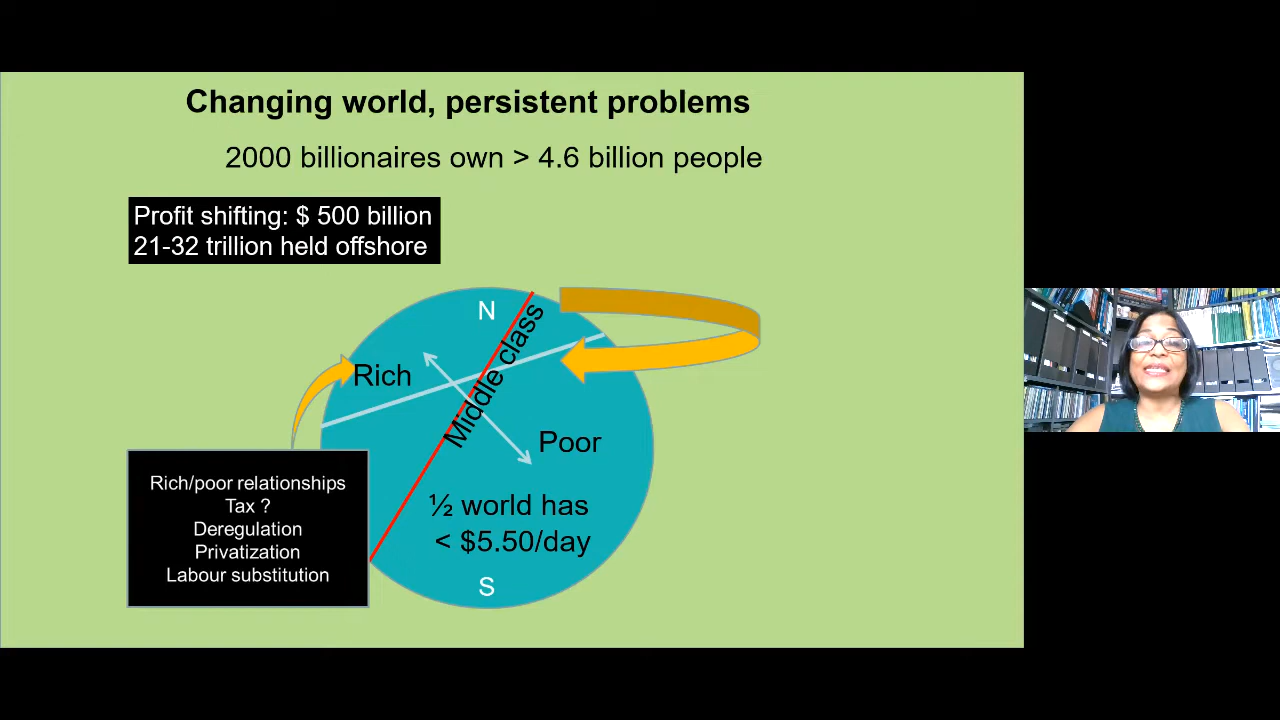 Changing world, persistent problems
2000 billionaires own > 4.6 billion people
Profit shifting: $ 500 billion
21-32 trillion held offshore
N
Middle class
Rich
Poor
½ world has
< $5.50/day
S
Rich/poor relationships
Tax ?
Deregulation
Privatization
Labour substitution